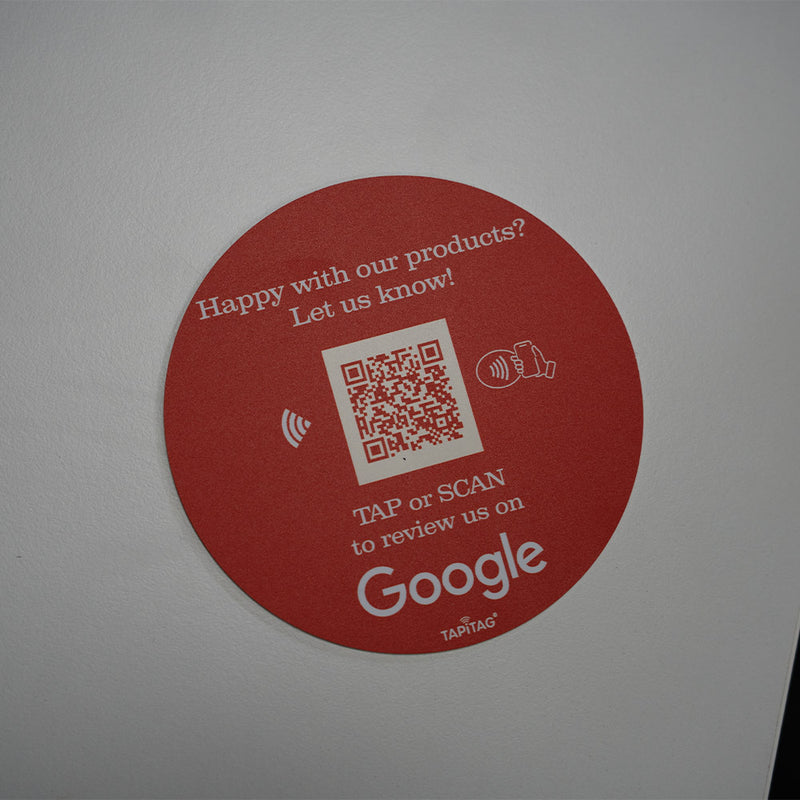 Happy with our products?
Let us know!
TAP or SCAN
to review us on
Google
TAPiTAG®